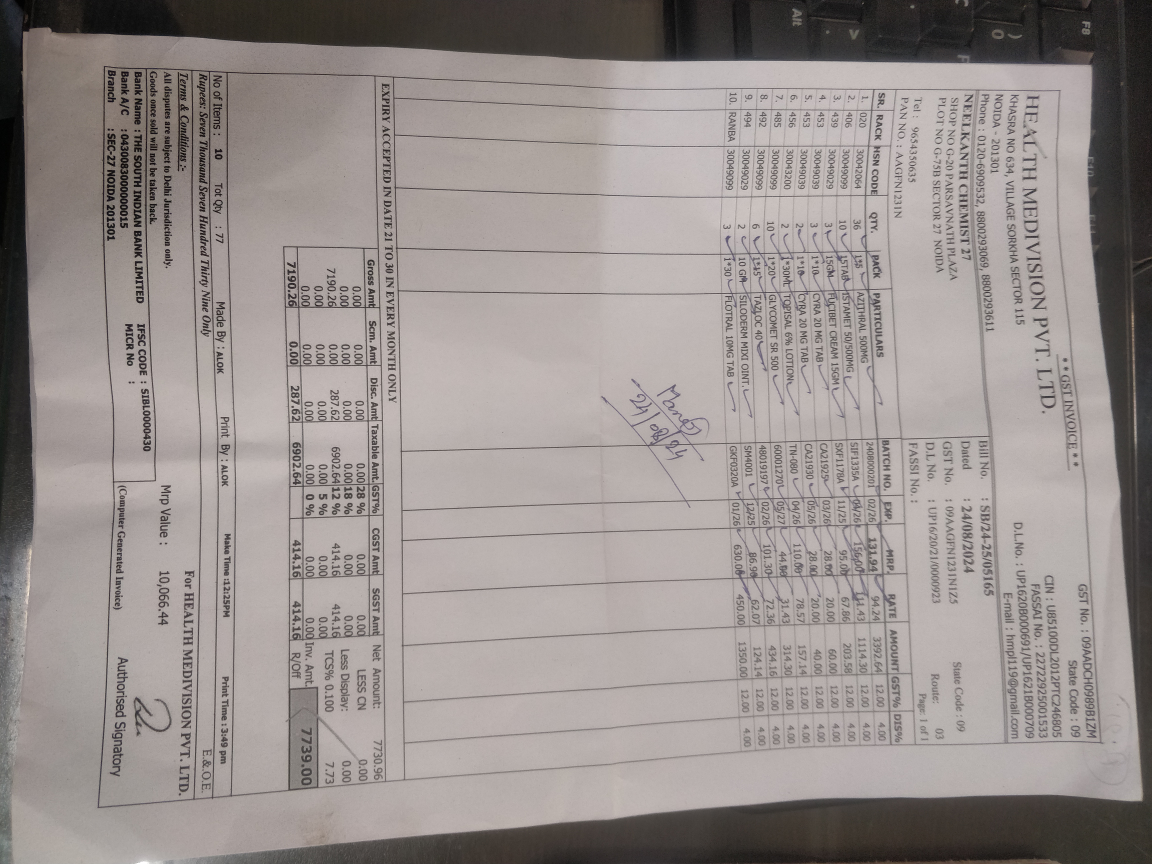 * * GST INVOICE * *
GST No. : 09AADCH0989B1ZM
State Code : 09
HEALTH MEDIVISION PVT. LTD.
KHASRA NO 634, VILLAGE SORKHA SECTOR 115
NOIDA - 201301
Phone : 0120-6909532, 8800293069, 8800293611
CIN : U85100DL2012PTC246805
FASSAI No. : 22722925001533
D.L.No. : UP1620B000691/UP1621B000709
E-mail : hmpl119@gmail.com
NEELKANTH CHEMIST 27
SHOP NO G-20 PARSAVNATH PLAZA
PLOT NO G-75B SECTOR 27 NOIDA
Tel : 9654350635
PAN NO. : AAGFN1231N
Bill No. : SB/24-25/05165
Dated : 24/08/2024
GST No. : 09AAGFN1231N1Z5 State Code : 09
D.L No. : UP16/20/21/0000923 Route: 03
FASSI No. : Page 1 of 1
SR. RACK HSN CODE QTY. PACK PARTICULARS BATCH NO. EXP. MRP. RATE AMOUNT GST% DIS%
1. 020 30042064 36 1*5 AZITHRAL 500MG 2408000201 02/26 131.94 94.24 3392.64 12.00 4.00
2. 406 30049099 10 15TAB ISTAMET 50/500MG SIF1335A 156.00 111.43 1114.30 12.00 4.00
3. 439 30049029 3 15GM FUCIBET CREAM 15GM SXF1178A 11/25 95.00 67.86 203.58 12.00 4.00
4. 453 30049039 3 1*10 CYRA 20 MG TAB CA21925 03/26 28.00 20.00 60.00 12.00 4.00
5. 453 30049039 2 1*10 CYRA 20 MG TAB CA21930 05/26 28.00 20.00 40.00 12.00 4.00
6. 456 30043200 2 1*30ML TOPISAL 6% LOTION TN-080 04/26 110.00 78.57 157.14 12.00 4.00
7. 485 30049099 10 1*20 GLYCOMET SR 500 60001270 05/27 44.00 31.43 314.30 12.00 4.00
8. 492 30049099 6 1*15 TAZLOC 40 48019197 02/26 101.30 72.36 434.16 12.00 4.00
9. 494 30049029 2 10 GM SILODERM MIXI OINT. SM4001 12/25 86.90 62.07 124.14 12.00 4.00
10. RANBA 30049099 3 1*30 FLOTRAL 10MG TAB GKF0320A 01/26 630.00 450.00 1350.00 12.00 4.00
24/08/24
EXPIRY ACCEPTED IN DATE 21 TO 30 IN EVERY MONTH ONLY
Gross Amt Scm. Amt Disc. Amt Taxable Amt. GST% CGST Amt SGST Amt Net Amount: 7730.96
0.00 0.00 0.00 0.00 28 % 0.00 0.00 LESS CN 0.00
0.00 0.00 0.00 0.00 18 % 0.00 0.00 Less Display: 0.00
7190.26 0.00 287.62 6902.64 12 % 414.16 414.16 TCS% 0.100 7.73
0.00 0.00 0.00 0.00 5 % 0.00 0.00
0.00 0.00 0.00 0.00 0 % 0.00 0.00 Inv. Amt
7190.26 0.00 287.62 6902.64 414.16 414.16 R/Off 7739.00
No of Items : 10 Tot Qty : 77 Made By : ALOK Print By : ALOK Make Time :12:25PM Print Time : 3:49 pm
Rupees: Seven Thousand Seven Hundred Thirty Nine Only E.& O.E.
Terms & Conditions :-
All disputes are subject to Delhi Jurisdiction only.
Goods once sold will not be taken back.
Mrp Value : 10,066.44
For HEALTH MEDIVISION PVT. LTD.
Bank Name : THE SOUTH INDIAN BANK LIMITED IFSC CODE : SIBL0000430
Bank A/C : 0430083000000015 MICR No :
Branch : SEC-27 NOIDA 201301
(Computer Generated Invoice)
Authorised Signatory